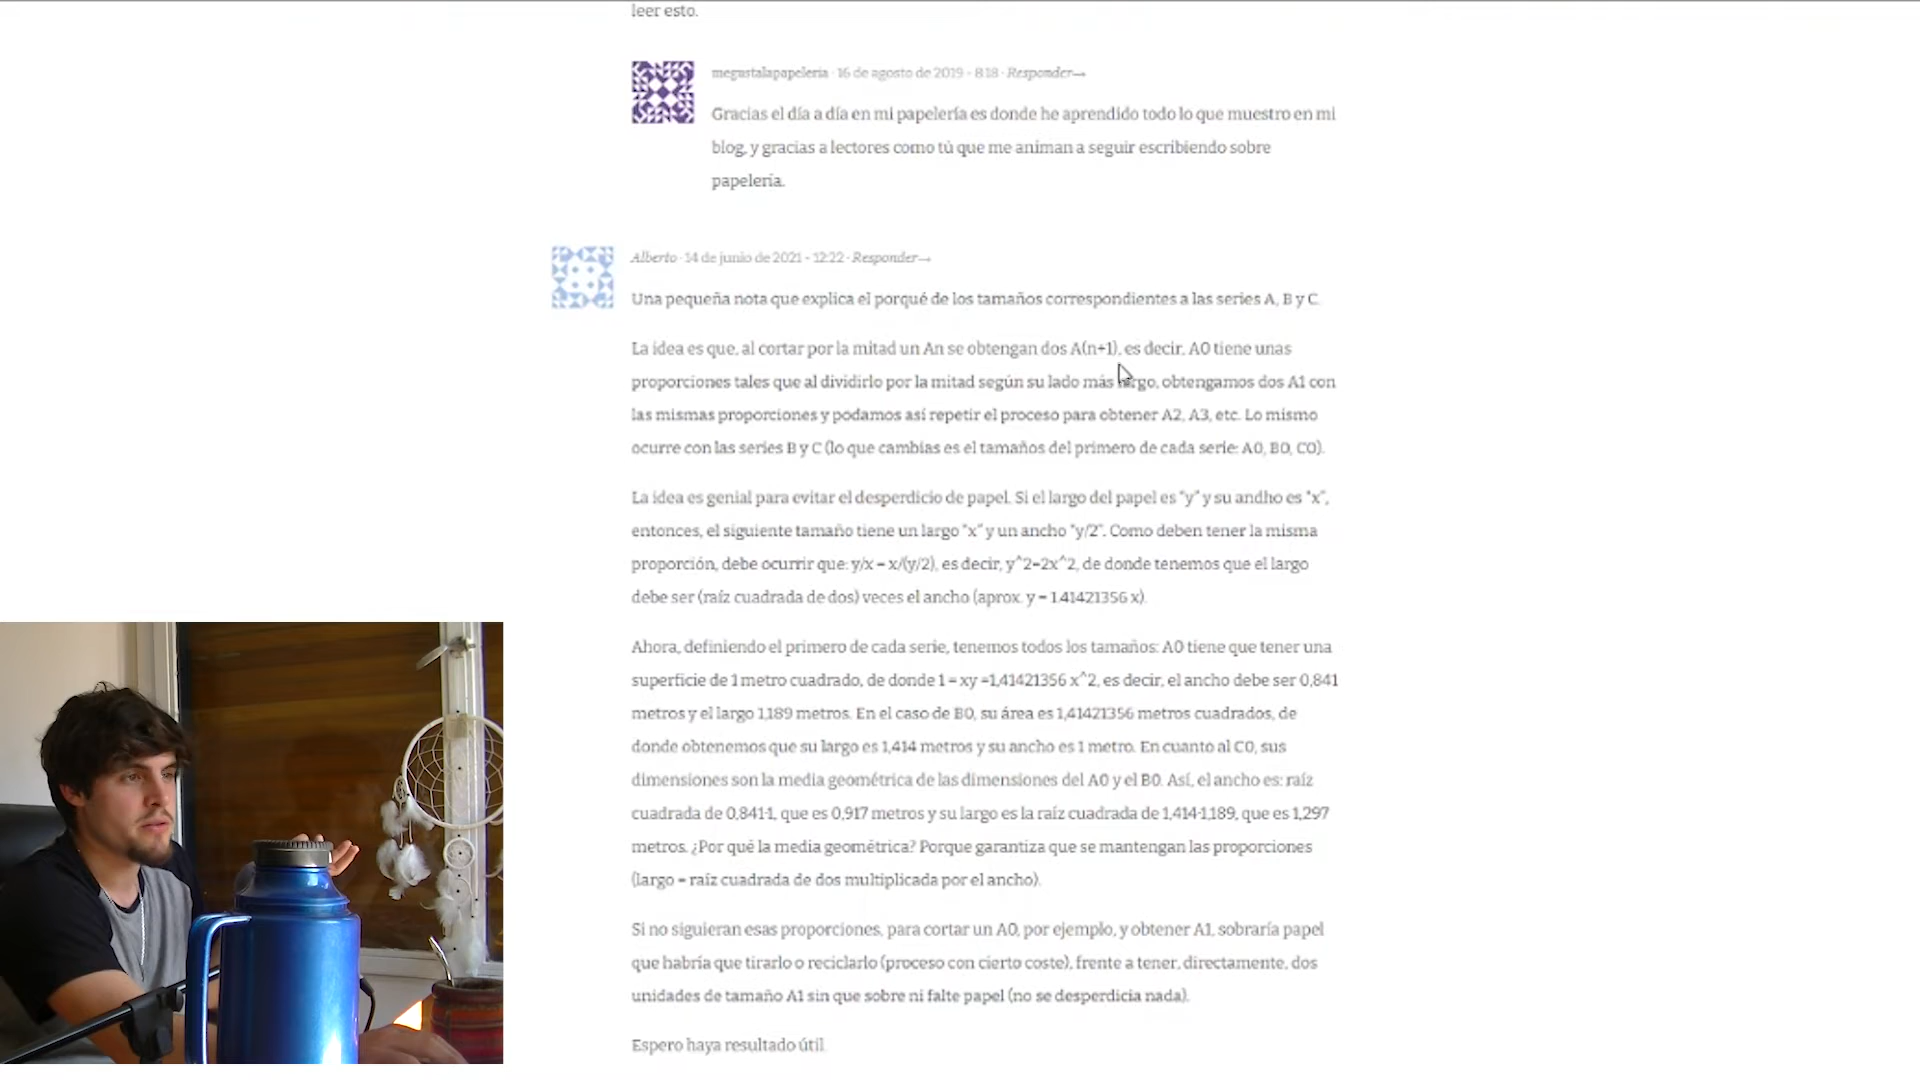 leer esto.
megustalapapeleria · 16 de agosto de 2019 - 8:18 · Responder→
Gracias el día a día en mi papelería es donde he aprendido todo lo que muestro en mi
blog, y gracias a lectores como tú que me animan a seguir escribiendo sobre
papelería.
Alberto · 14 de junio de 2021 - 12:22 · Responder→
Una pequeña nota que explica el porqué de los tamaños correspondientes a las series A, B y C.
La idea es que, al cortar por la mitad un An se obtengan dos A(n+1), es decir, A0 tiene unas
proporciones tales que al dividirlo por la mitad según su lado más largo, obtengamos dos A1 con
las mismas proporciones y podamos así repetir el proceso para obtener A2, A3, etc. Lo mismo
ocurre con las series B y C (lo que cambias es el tamaños del primero de cada serie: A0, B0, C0).
La idea es genial para evitar el desperdicio de papel. Si el largo del papel es "y" y su andho es "x",
entonces, el siguiente tamaño tiene un largo "x" y un ancho "y/2". Como deben tener la misma
proporción, debe ocurrir que: y/x = x/(y/2), es decir, y^2=2x^2, de donde tenemos que el largo
debe ser (raíz cuadrada de dos) veces el ancho (aprox. y = 1.41421356 x).
Ahora, definiendo el primero de cada serie, tenemos todos los tamaños: A0 tiene que tener una
superficie de 1 metro cuadrado, de donde 1 = xy =1,41421356 x^2, es decir, el ancho debe ser 0,841
metros y el largo 1,189 metros. En el caso de B0, su área es 1,41421356 metros cuadrados, de
donde obtenemos que su largo es 1,414 metros y su ancho es 1 metro. En cuanto al C0, sus
dimensiones son la media geométrica de las dimensiones del A0 y el B0. Así, el ancho es: raíz
cuadrada de 0,841·1, que es 0,917 metros y su largo es la raíz cuadrada de 1,414·1,189, que es 1,297
metros. ¿Por qué la media geométrica? Porque garantiza que se mantengan las proporciones
(largo = raíz cuadrada de dos multiplicada por el ancho).
Si no siguieran esas proporciones, para cortar un A0, por ejemplo, y obtener A1, sobraría papel
que habría que tirarlo o reciclarlo (proceso con cierto coste), frente a tener, directamente, dos
unidades de tamaño A1 sin que sobre ni falte papel (no se desperdicia nada).
Espero haya resultado útil.